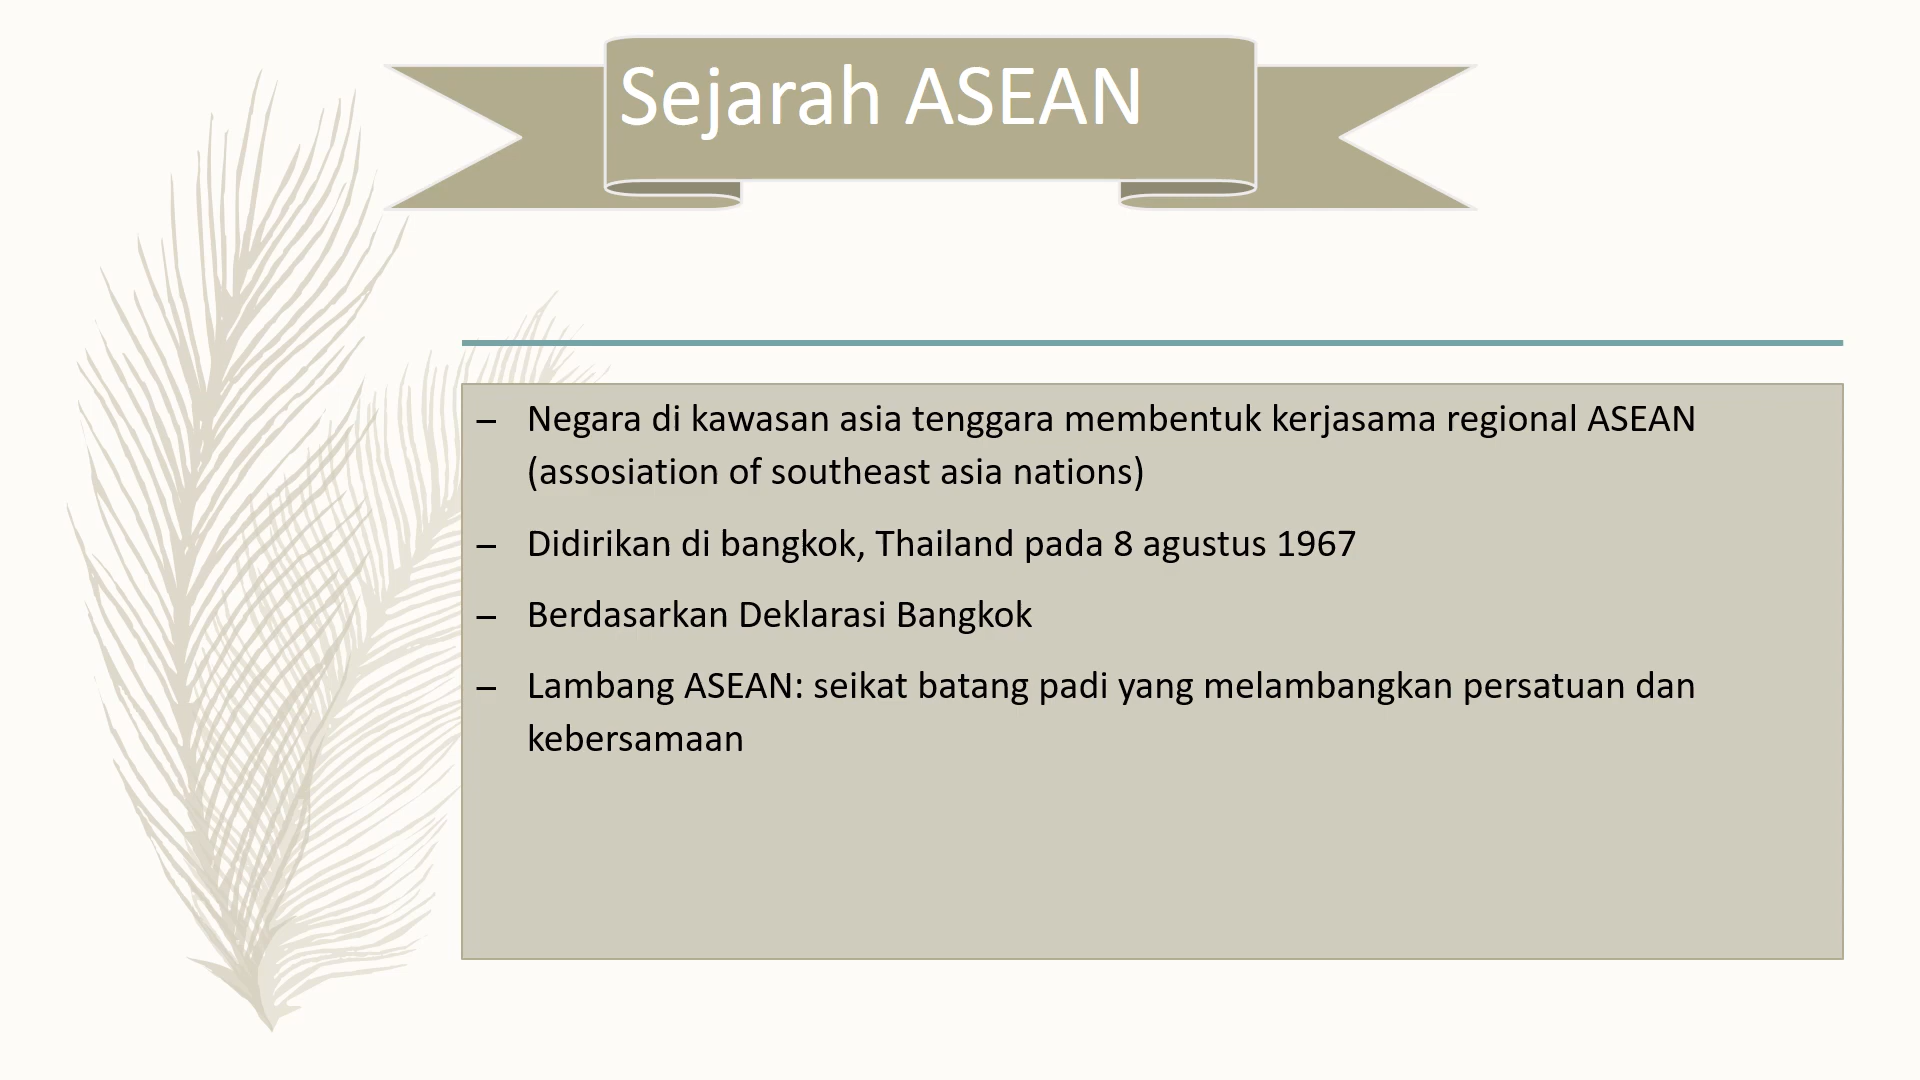 Sejarah ASEAN
– Negara di kawasan asia tenggara membentuk kerjasama regional ASEAN
(assosiation of southeast asia nations)
– Didirikan di bangkok, Thailand pada 8 agustus 1967
– Berdasarkan Deklarasi Bangkok
– Lambang ASEAN: seikat batang padi yang melambangkan persatuan dan
kebersamaan